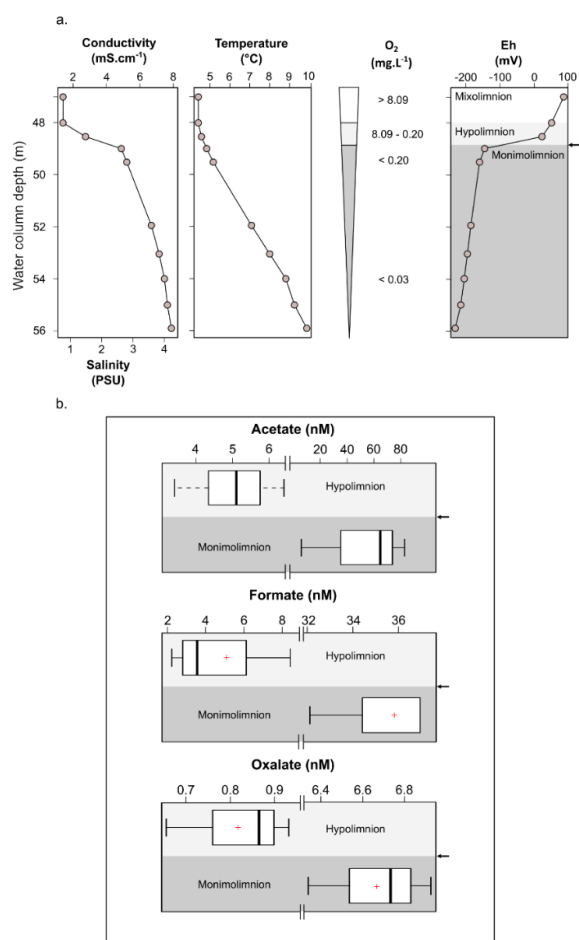 a.
Conductivity
(mS.cm⁻¹)
Temperature
(°C)
O₂
(mg.L⁻¹)
Eh
(mV)
2 4 6 8
5 6 7 8 9 10
-200 -100 0 100
Water column depth (m)
48
50
52
54
56
> 8.09
8.09 - 0.20
< 0.20
< 0.03
Mixolimnion
Hypolimnion
Monimolimnion
1 2 3 4
Salinity
(PSU)
b.
Acetate (nM)
4 5 6 20 40 60 80
Hypolimnion
Monimolimnion
Formate (nM)
2 4 6 8 32 34 36
Hypolimnion
Monimolimnion
Oxalate (nM)
0.7 0.8 0.9 6.4 6.6 6.8
Hypolimnion
Monimolimnion